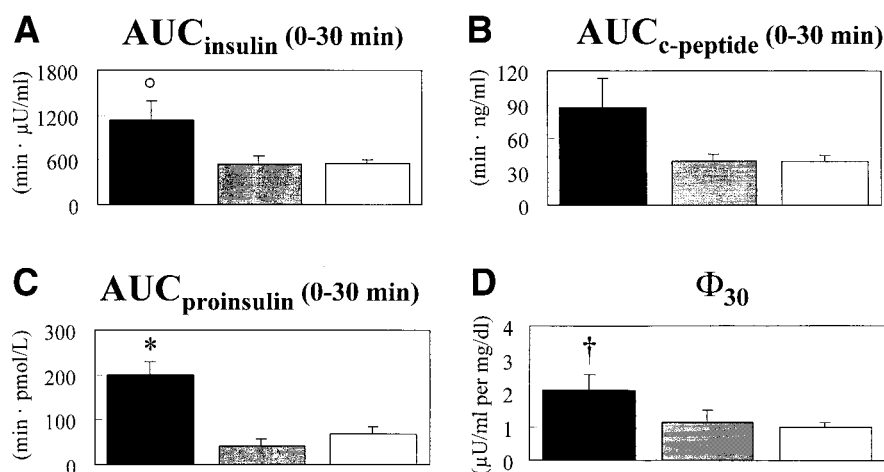 A AUCinsulin (0-30 min)
(min · µU/ml)
1800
1200
600
0
°
B AUCc-peptide (0-30 min)
(min · ng/ml)
120
90
60
30
0
C AUCproinsulin (0-30 min)
(min · pmol/L)
300
200
100
0
*
D Φ30
(µU/ml per mg/dl)
4
3
2
1
0
†